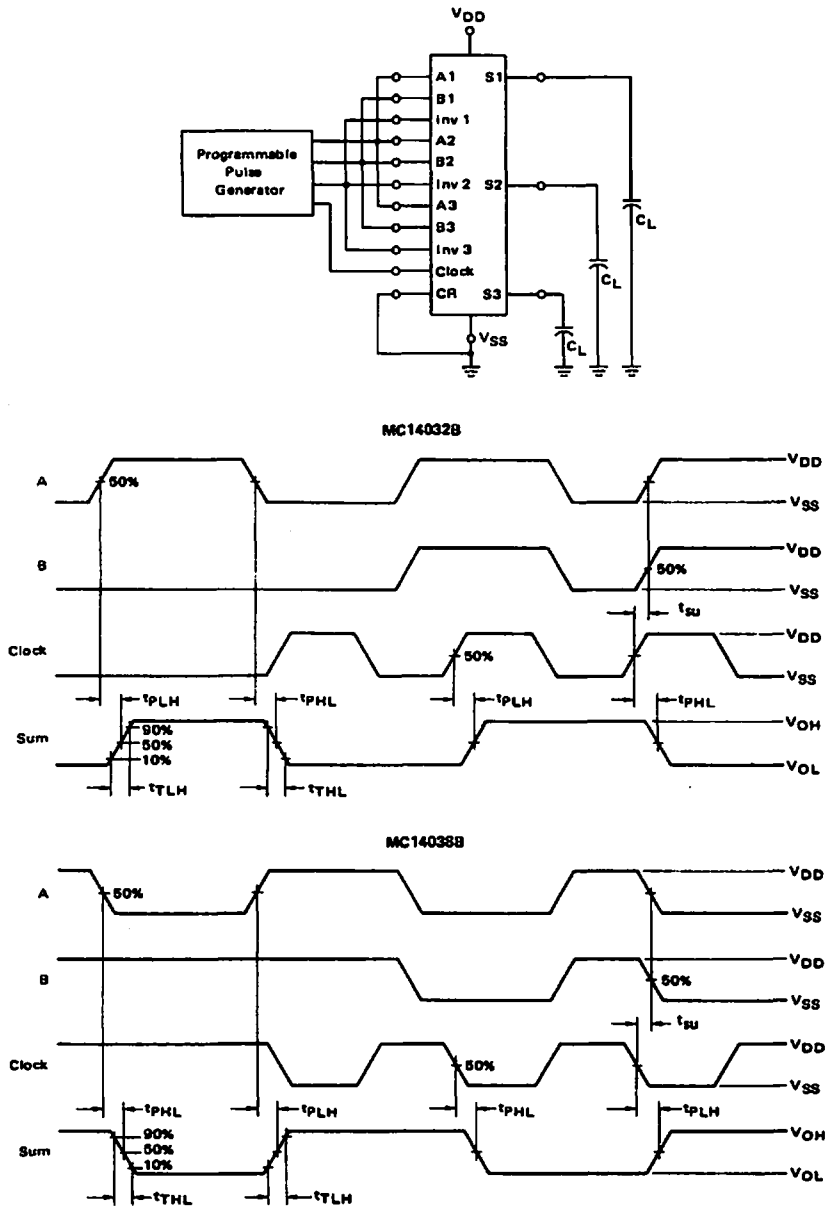 VDD
A1 S1
B1
Inv 1
A2
B2
Inv 2 S2
A3
B3
Inv 3
Clock
CR S3
Programmable
Pulse
Generator
CL
CL
CL
VSS
MC14032B
A 50% VDD
VSS
B VDD
50% VSS
tsu
Clock 50% VDD
VSS
tPLH tPHL tPLH tPHL
Sum 90% VOH
50%
10% VOL
tTLH tTHL
MC14038B
A 50% VDD
VSS
B VDD
50% VSS
tsu
Clock 50% VDD
VSS
tPHL tPLH tPHL tPLH
Sum 90% VOH
50%
10% VOL
tTHL tTLH